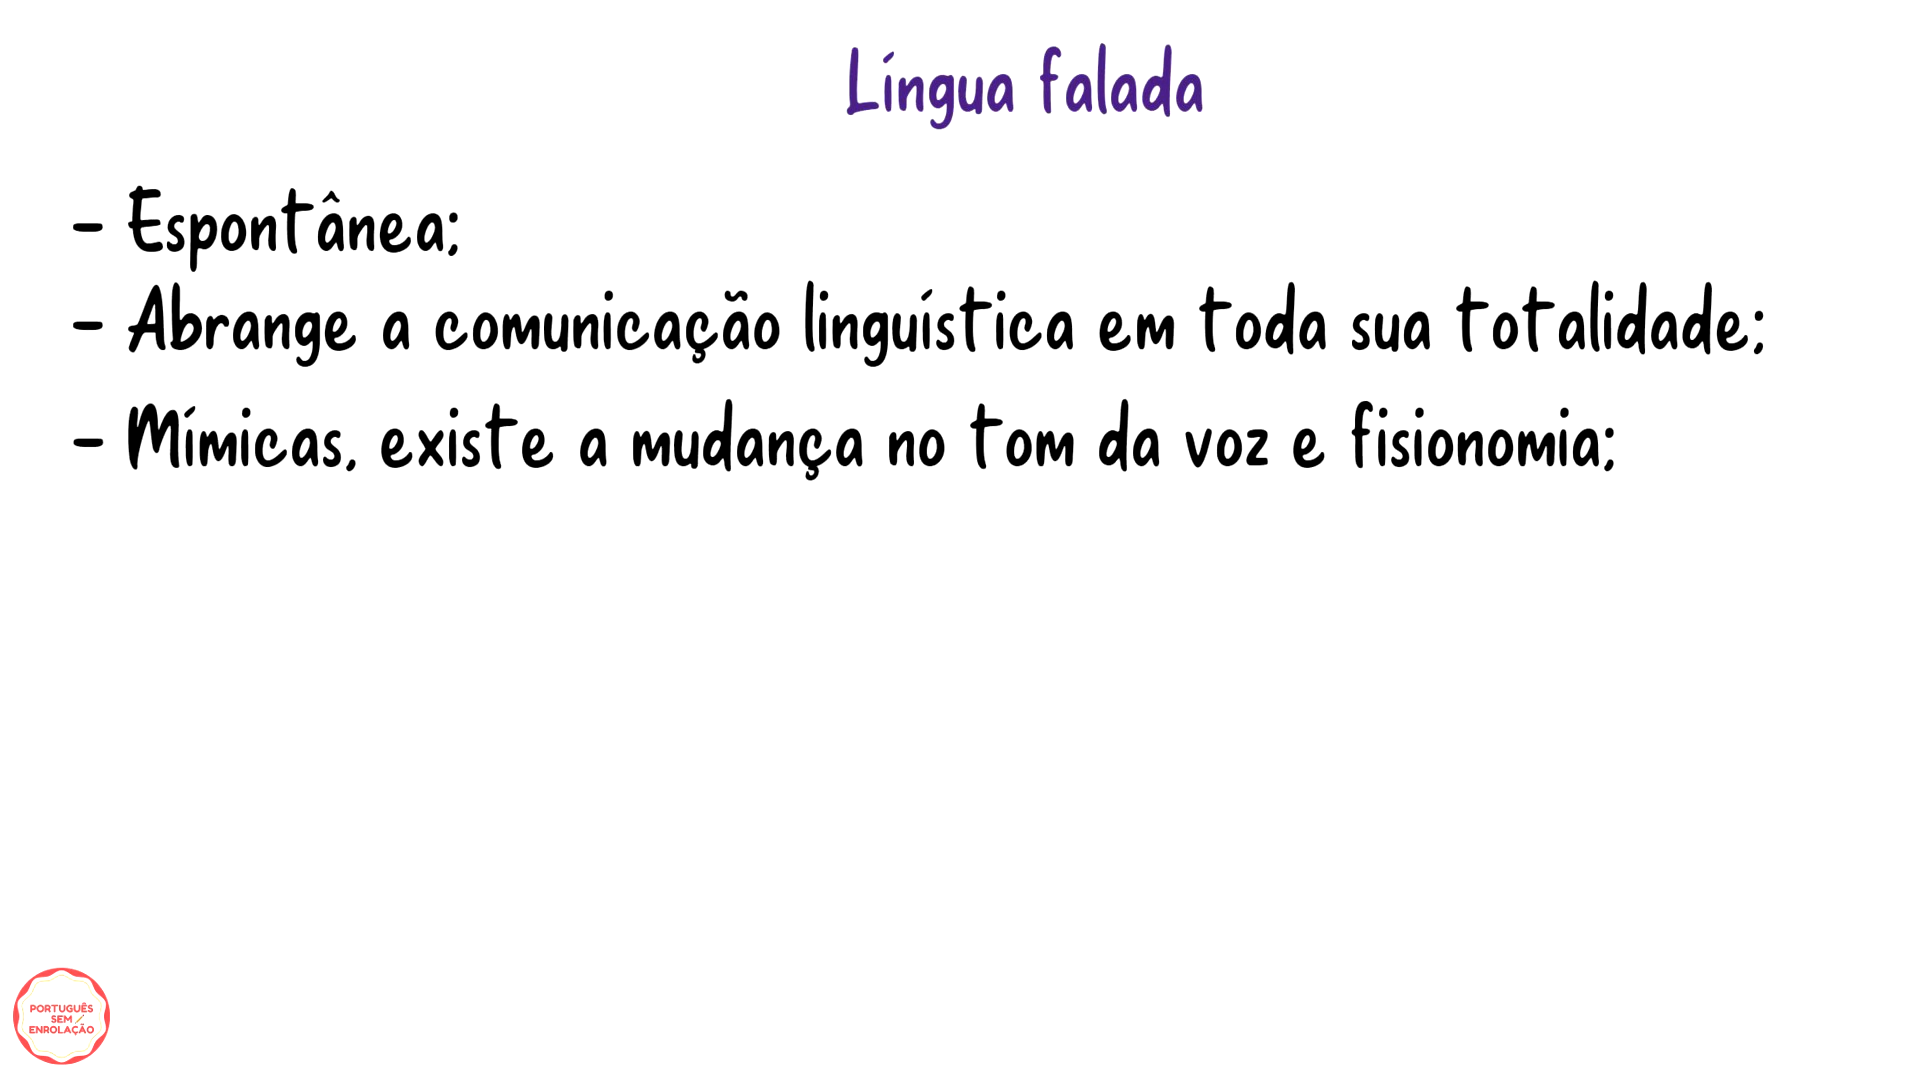 Língua falada
- Espontânea;
- Abrange a comunicação linguística em toda sua totalidade;
- Mímicas, existe a mudança no tom da voz e fisionomia;
PORTUGUÊS
SEM
ENROLAÇÃO